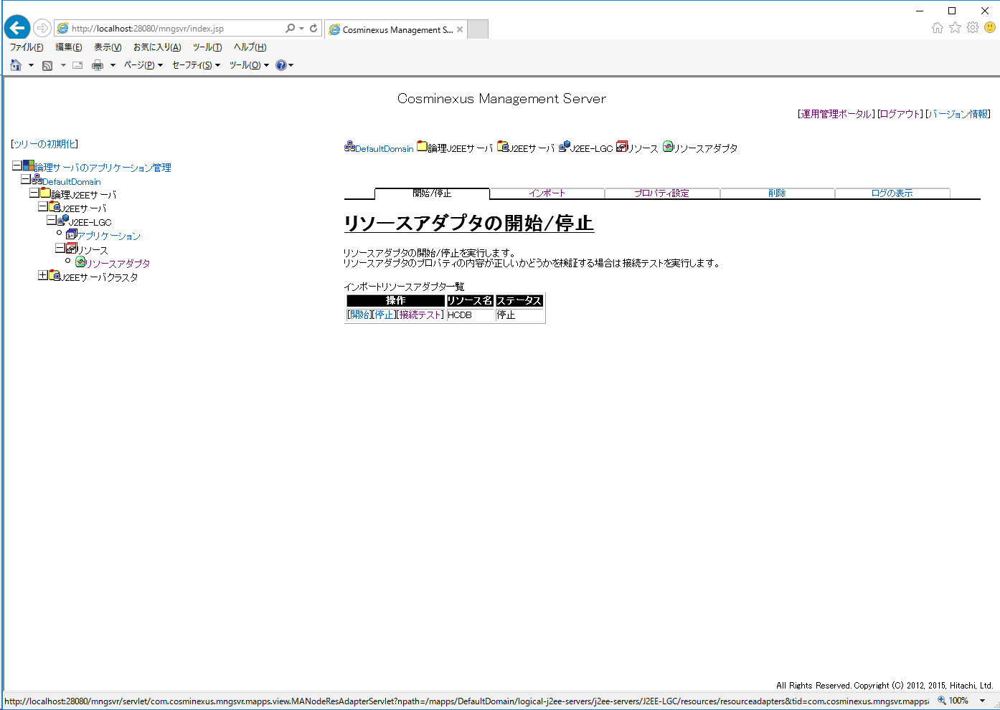 http://localhost:28080/mngsvr/index.jsp
Cosminexus Management S...
ファイル(F) 編集(E) 表示(V) お気に入り(A) ツール(T) ヘルプ(H)
ページ(P) セーフティ(S) ツール(O)
Cosminexus Management Server
[運用管理ポータル] [ログアウト] [バージョン情報]
[ツリーの初期化]
DefaultDomain 論理J2EEサーバ J2EEサーバ J2EE-LGC リソース リソースアダプタ
論理サーバのアプリケーション管理
DefaultDomain
論理J2EEサーバ
J2EEサーバ
J2EE-LGC
アプリケーション
リソース
リソースアダプタ
J2EEサーバクラスタ
開始/停止 インポート プロパティ設定 削除 ログの表示
リソースアダプタの開始/停止
リソースアダプタの開始/停止を実行します。
リソースアダプタのプロパティの内容が正しいかどうかを検証する場合は接続テストを実行します。
インポートリソースアダプタ一覧
操作 リソース名 ステータス
[開始][停止][接続テスト] HCDB 停止
All Rights Reserved. Copyright (C) 2012, 2015, Hitachi, Ltd.
http://localhost:28080/mngsvr/servlet/com.cosminexus.mngsvr.mapps.view.MANodeResAdapterServlet?npath=/mapps/DefaultDomain/logical-j2ee-servers/j2ee-servers/J2EE-LGC/resources/resourceadapters&tid=com.cosminexus.mngsvr.mapps 100%